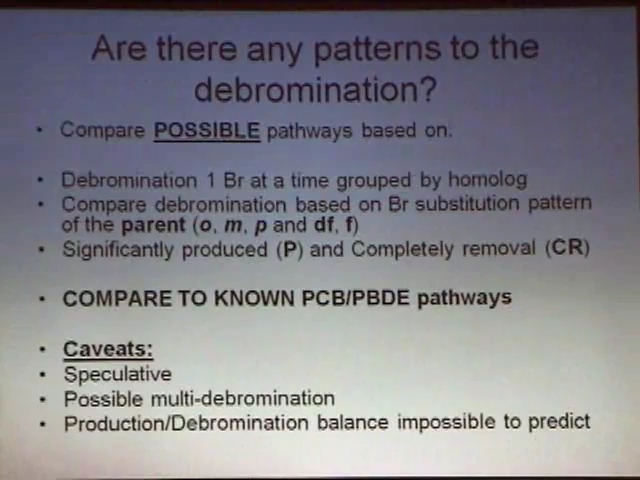 Are there any patterns to the
debromination?
• Compare POSSIBLE pathways based on:
• Debromination 1 Br at a time grouped by homolog
• Compare debromination based on Br substitution pattern
of the parent (o, m, p and df, f)
• Significantly produced (P) and Completely removal (CR)
• COMPARE TO KNOWN PCB/PBDE pathways
• Caveats:
• Speculative
• Possible multi-debromination
• Production/Debromination balance impossible to predict